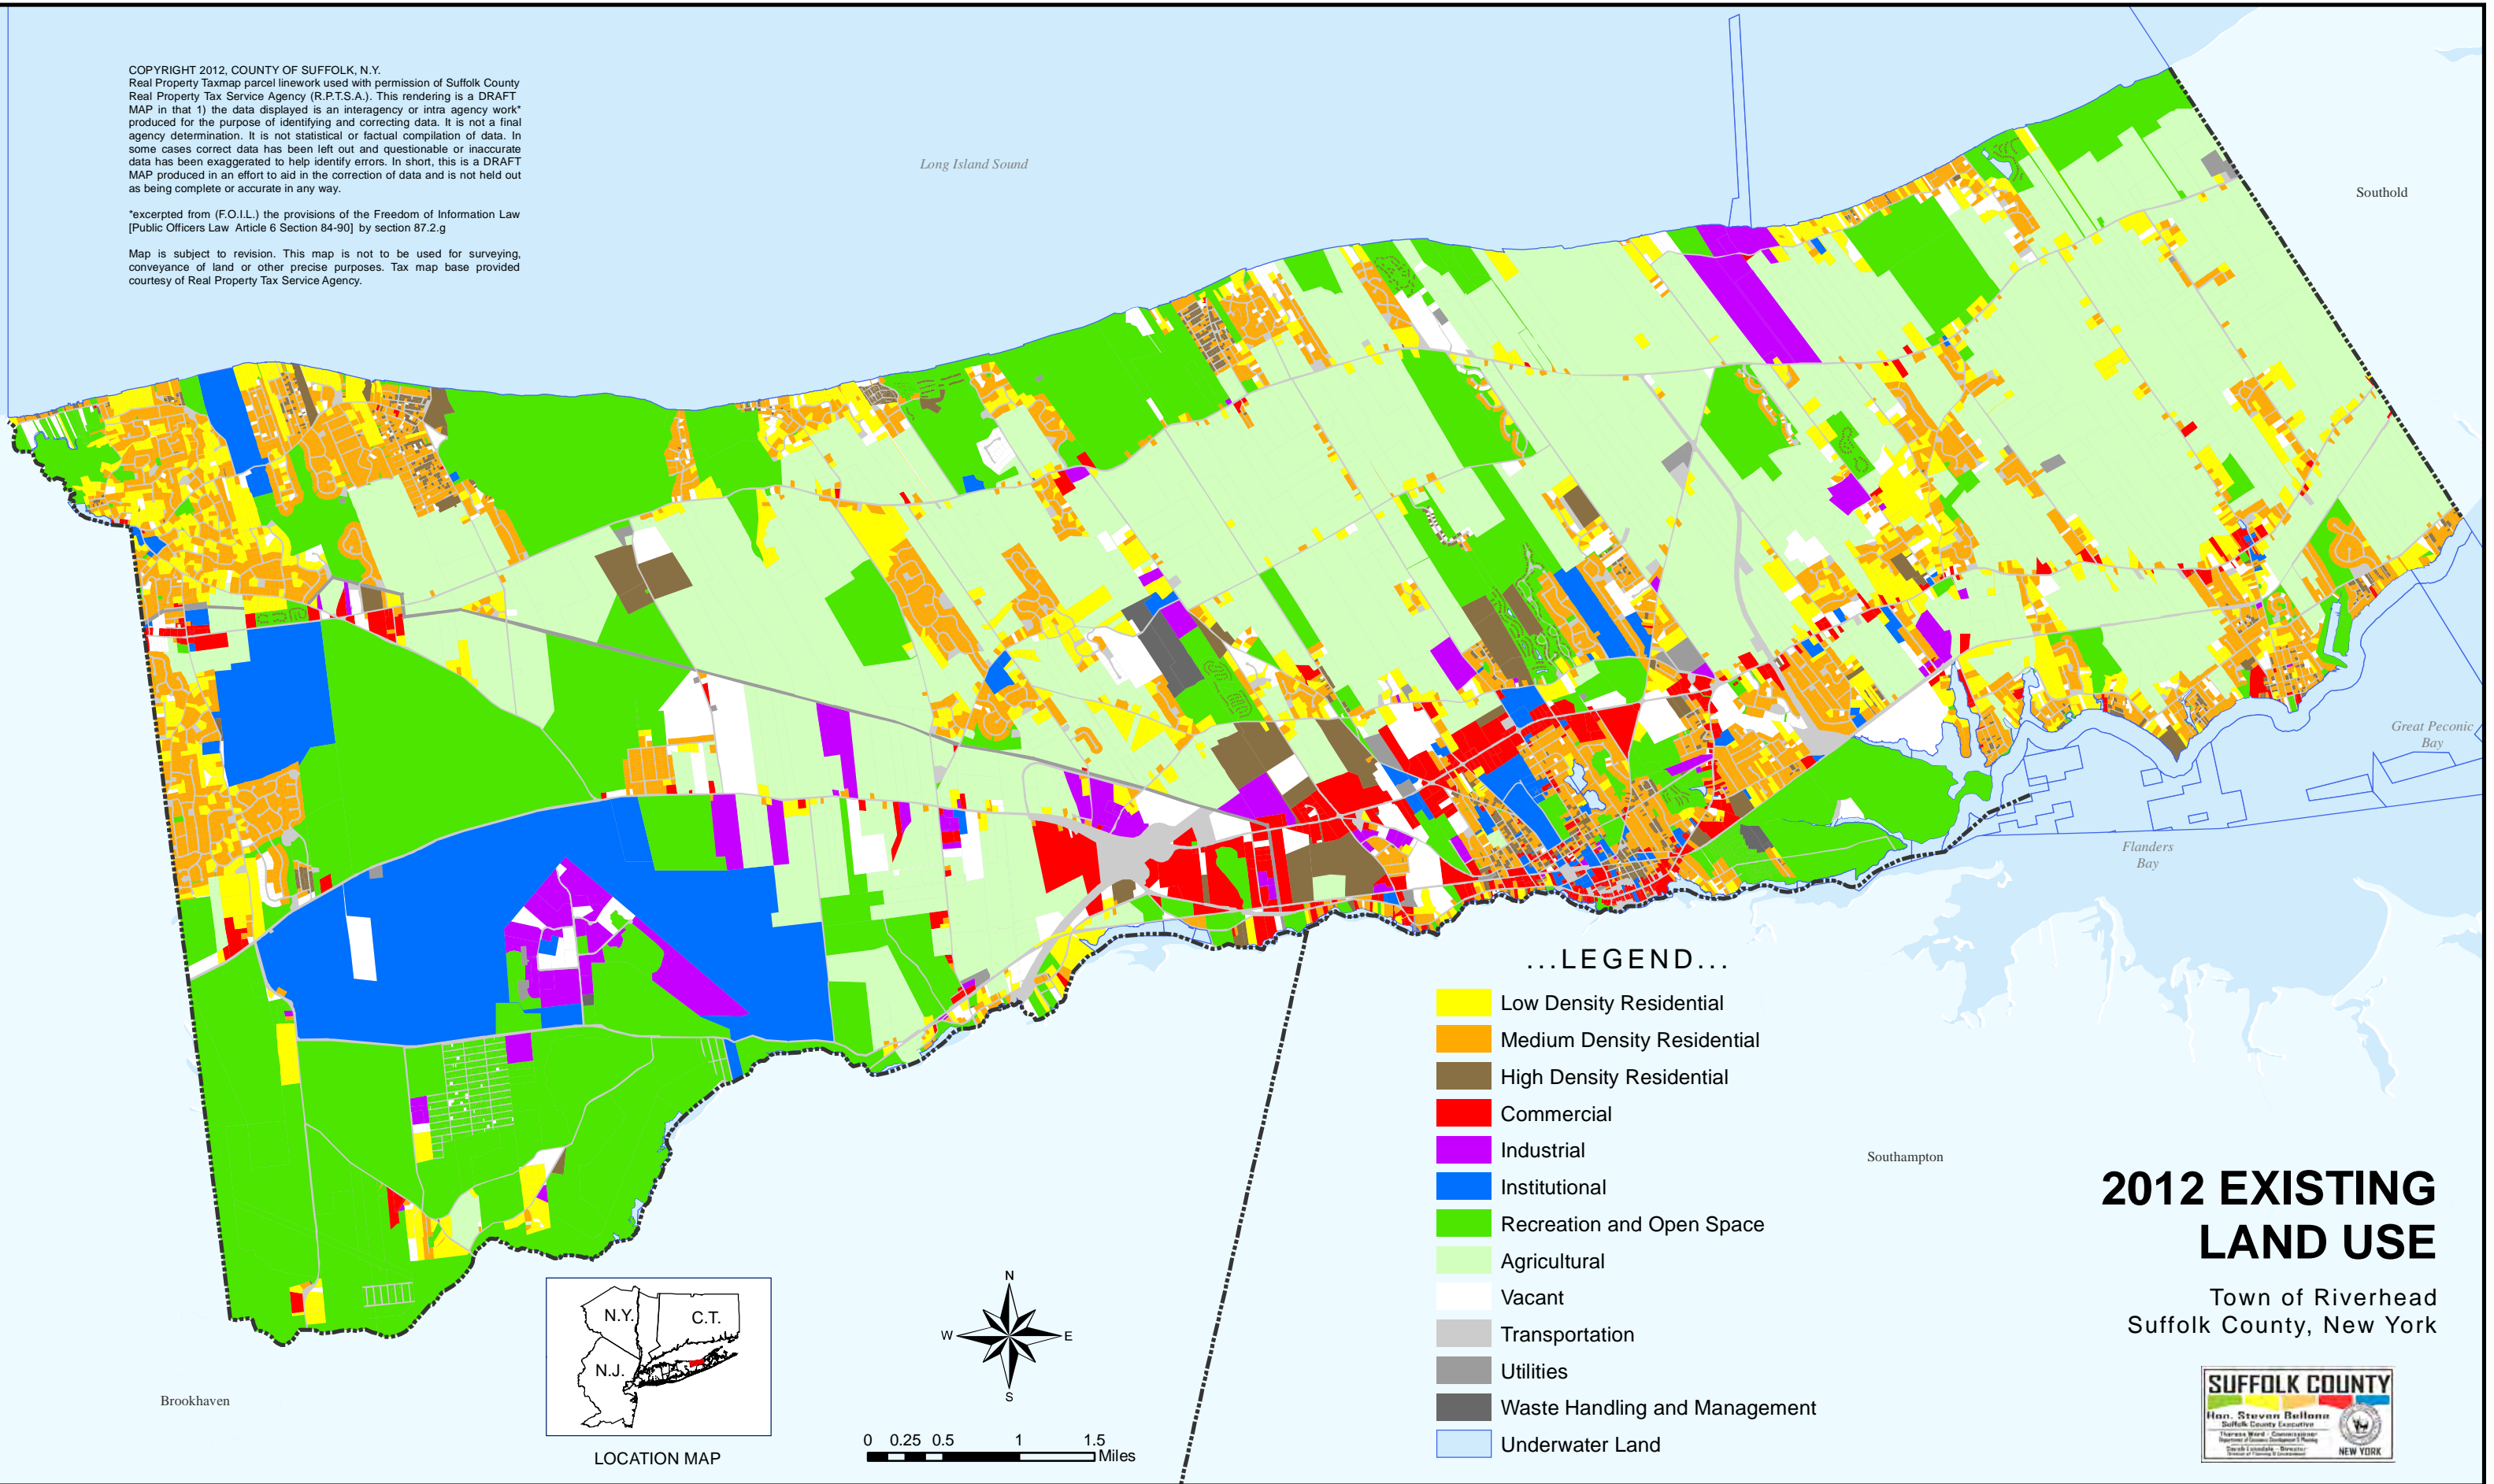 COPYRIGHT 2012, COUNTY OF SUFFOLK, N.Y.
Real Property Taxmap parcel linework used with permission of Suffolk County
Real Property Tax Service Agency (R.P.T.S.A.). This rendering is a DRAFT
MAP in that 1) the data displayed is an interagency or intra agency work*
produced for the purpose of identifying and correcting data. It is not a final
agency determination. It is not statistical or factual compilation of data. In
some cases correct data has been left out and questionable or inaccurate
data has been exaggerated to help identify errors. In short, this is a DRAFT
MAP produced in an effort to aid in the correction of data and is not held out
as being complete or accurate in any way.
*excerpted from (F.O.I.L.) the provisions of the Freedom of Information Law
[Public Officers Law Article 6 Section 84-90] by section 87.2.g
Map is subject to revision. This map is not to be used for surveying,
conveyance of land or other precise purposes. Tax map base provided
courtesy of Real Property Tax Service Agency.
Long Island Sound
Southold
Great Peconic
Bay
Flanders
Bay
Southampton
Brookhaven
...LEGEND...
Low Density Residential
Medium Density Residential
High Density Residential
Commercial
Industrial
Institutional
Recreation and Open Space
Agricultural
Vacant
Transportation
Utilities
Waste Handling and Management
Underwater Land
2012 EXISTING
LAND USE
Town of Riverhead
Suffolk County, New York
SUFFOLK COUNTY
Hon. Steven Bellone
Suffolk County Executive
NEW YORK
N.Y.
C.T.
N.J.
LOCATION MAP
N
W
E
S
0 0.25 0.5 1 1.5
Miles